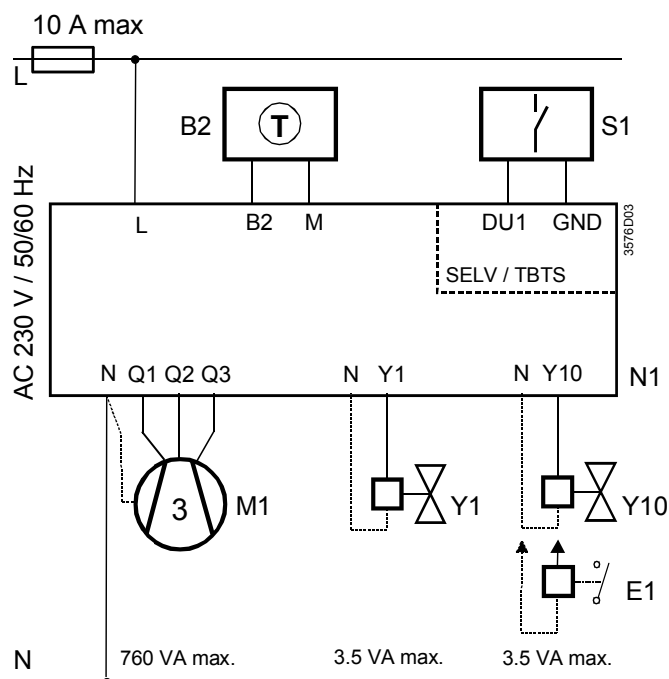 10 A max
L
B2
T
S1
AC 230 V / 50/60 Hz
L
B2
M
DU1
GND
3576D03
SELV / TBTS
N
Q1
Q2
Q3
N
Y1
N
Y10
N1
3
M1
Y1
Y10
E1
N
760 VA max.
3.5 VA max.
3.5 VA max.